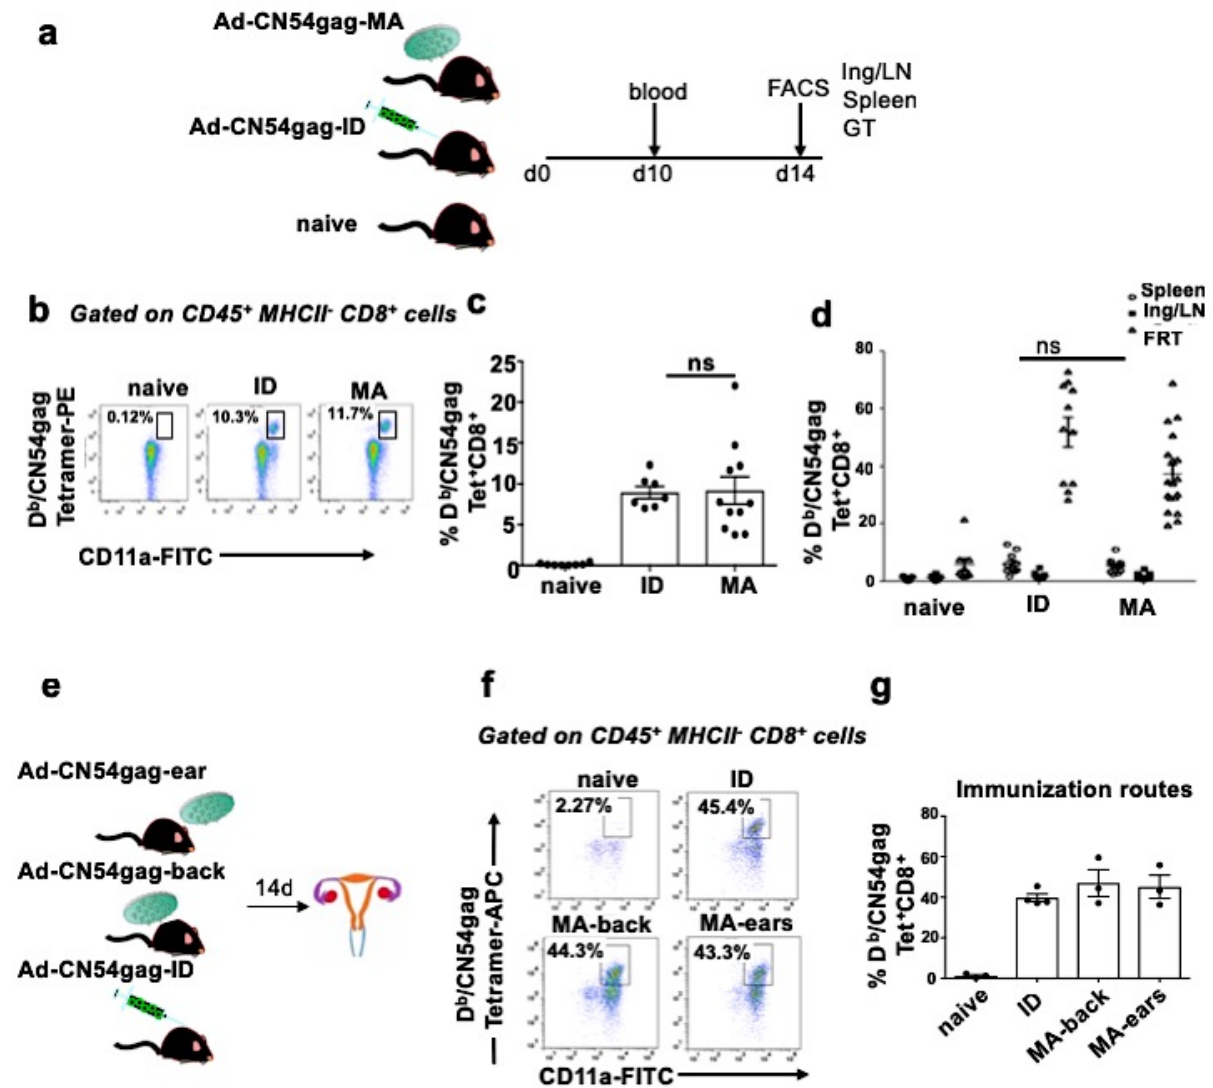 a
Ad-CN54gag-MA
Ad-CN54gag-ID
naive
blood
FACS
Ing/LN
Spleen
GT
d0
d10
d14
b
Gated on CD45+ MHCII- CD8+ cells
naive
ID
MA
0.12%
10.3%
11.7%
Db/CN54gag
Tetramer-PE
CD11a-FITC
c
ns
25
20
15
10
5
0
% Db/CN54gag
Tet+CD8+
naive
ID
MA
d
Spleen
Ing/LN
FRT
ns
80
60
40
20
0
% Db/CN54gag
Tet+CD8+
naive
ID
MA
e
Ad-CN54gag-ear
Ad-CN54gag-back
Ad-CN54gag-ID
14d
f
Gated on CD45+ MHCII- CD8+ cells
naive
ID
2.27%
45.4%
MA-back
MA-ears
44.3%
43.3%
Db/CN54gag
Tetramer-APC
CD11a-FITC
g
Immunization routes
80
60
40
20
0
% Db/CN54gag
Tet+CD8+
naive
ID
MA-back
MA-ears